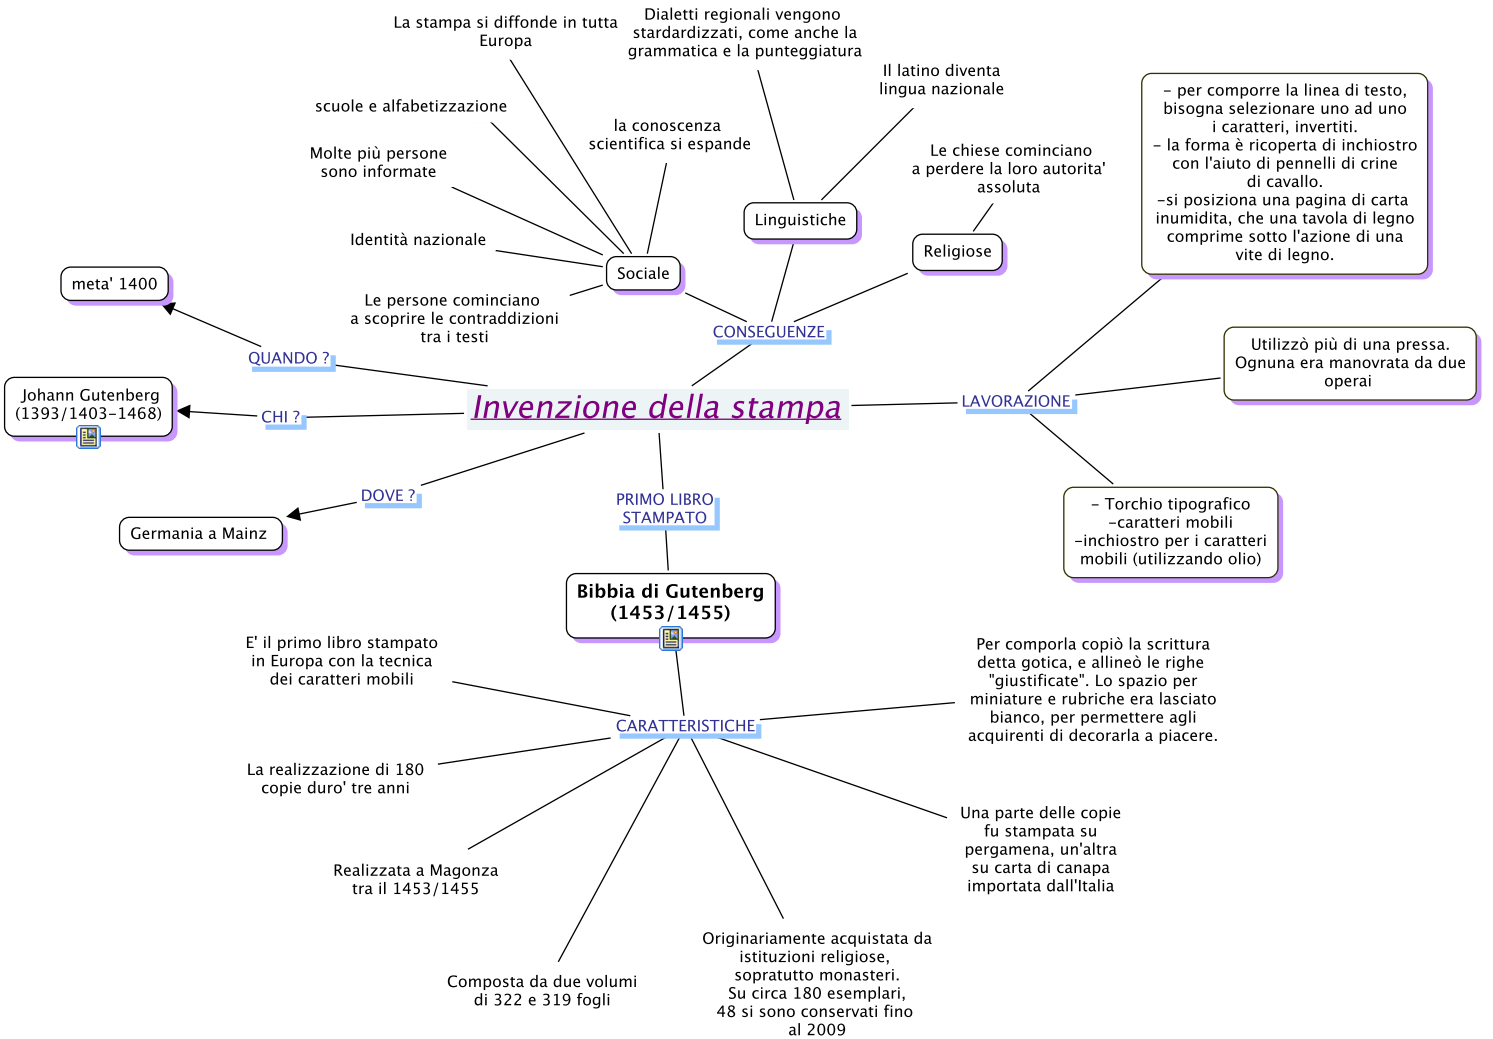 La stampa si diffonde in tutta
Europa
Dialetti regionali vengono
stardardizzati, come anche la
grammatica e la punteggiatura
Il latino diventa
lingua nazionale
scuole e alfabetizzazione
la conoscenza
scientifica si espande
Molte più persone
sono informate
Le chiese cominciano
a perdere la loro autorita'
assoluta
Identità nazionale
Linguistiche
Religiose
Sociale
Le persone cominciano
a scoprire le contraddizioni
tra i testi
CONSEGUENZE
meta' 1400
QUANDO ?
Johann Gutenberg
(1393/1403-1468)
CHI ?
Invenzione della stampa
LAVORAZIONE
- per comporre la linea di testo,
bisogna selezionare uno ad uno
i caratteri, invertiti.
- la forma è ricoperta di inchiostro
con l'aiuto di pennelli di crine
di cavallo.
-si posiziona una pagina di carta
inumidita, che una tavola di legno
comprime sotto l'azione di una
vite di legno.
Utilizzò più di una pressa.
Ognuna era manovrata da due
operai
- Torchio tipografico
-caratteri mobili
-inchiostro per i caratteri
mobili (utilizzando olio)
DOVE ?
Germania a Mainz
PRIMO LIBRO
STAMPATO
Bibbia di Gutenberg
(1453/1455)
CARATTERISTICHE
E' il primo libro stampato
in Europa con la tecnica
dei caratteri mobili
Per comporla copiò la scrittura
detta gotica, e allineò le righe
"giustificate". Lo spazio per
miniature e rubriche era lasciato
bianco, per permettere agli
acquirenti di decorarla a piacere.
La realizzazione di 180
copie duro' tre anni
Una parte delle copie
fu stampata su
pergamena, un'altra
su carta di canapa
importata dall'Italia
Realizzata a Magonza
tra il 1453/1455
Originariamente acquistata da
istituzioni religiose,
sopratutto monasteri.
Su circa 180 esemplari,
48 si sono conservati fino
al 2009
Composta da due volumi
di 322 e 319 fogli